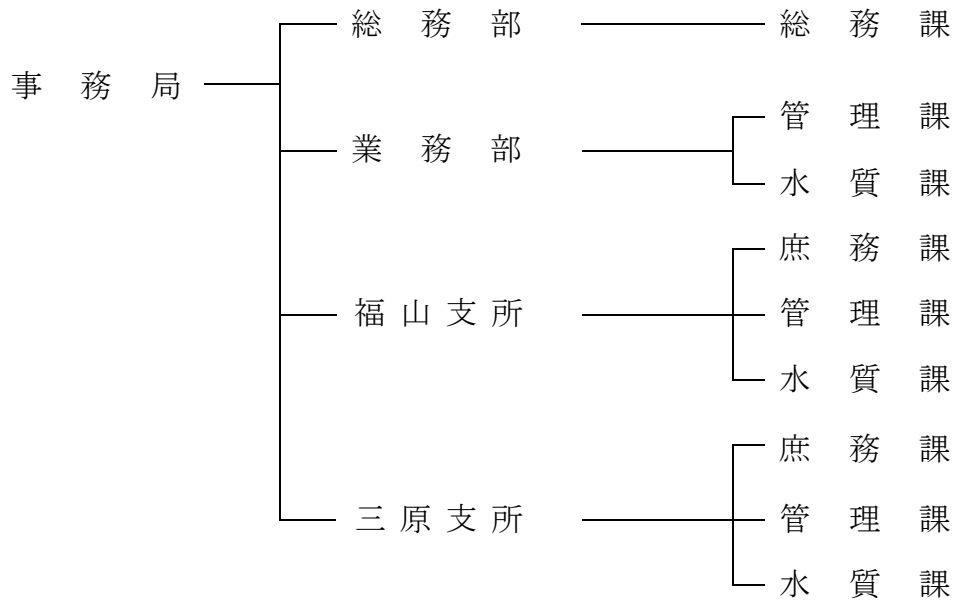 総務部 総務課
事務局
管理課
業務部
水質課
庶務課
福山支所 管理課
水質課
庶務課
三原支所 管理課
水質課